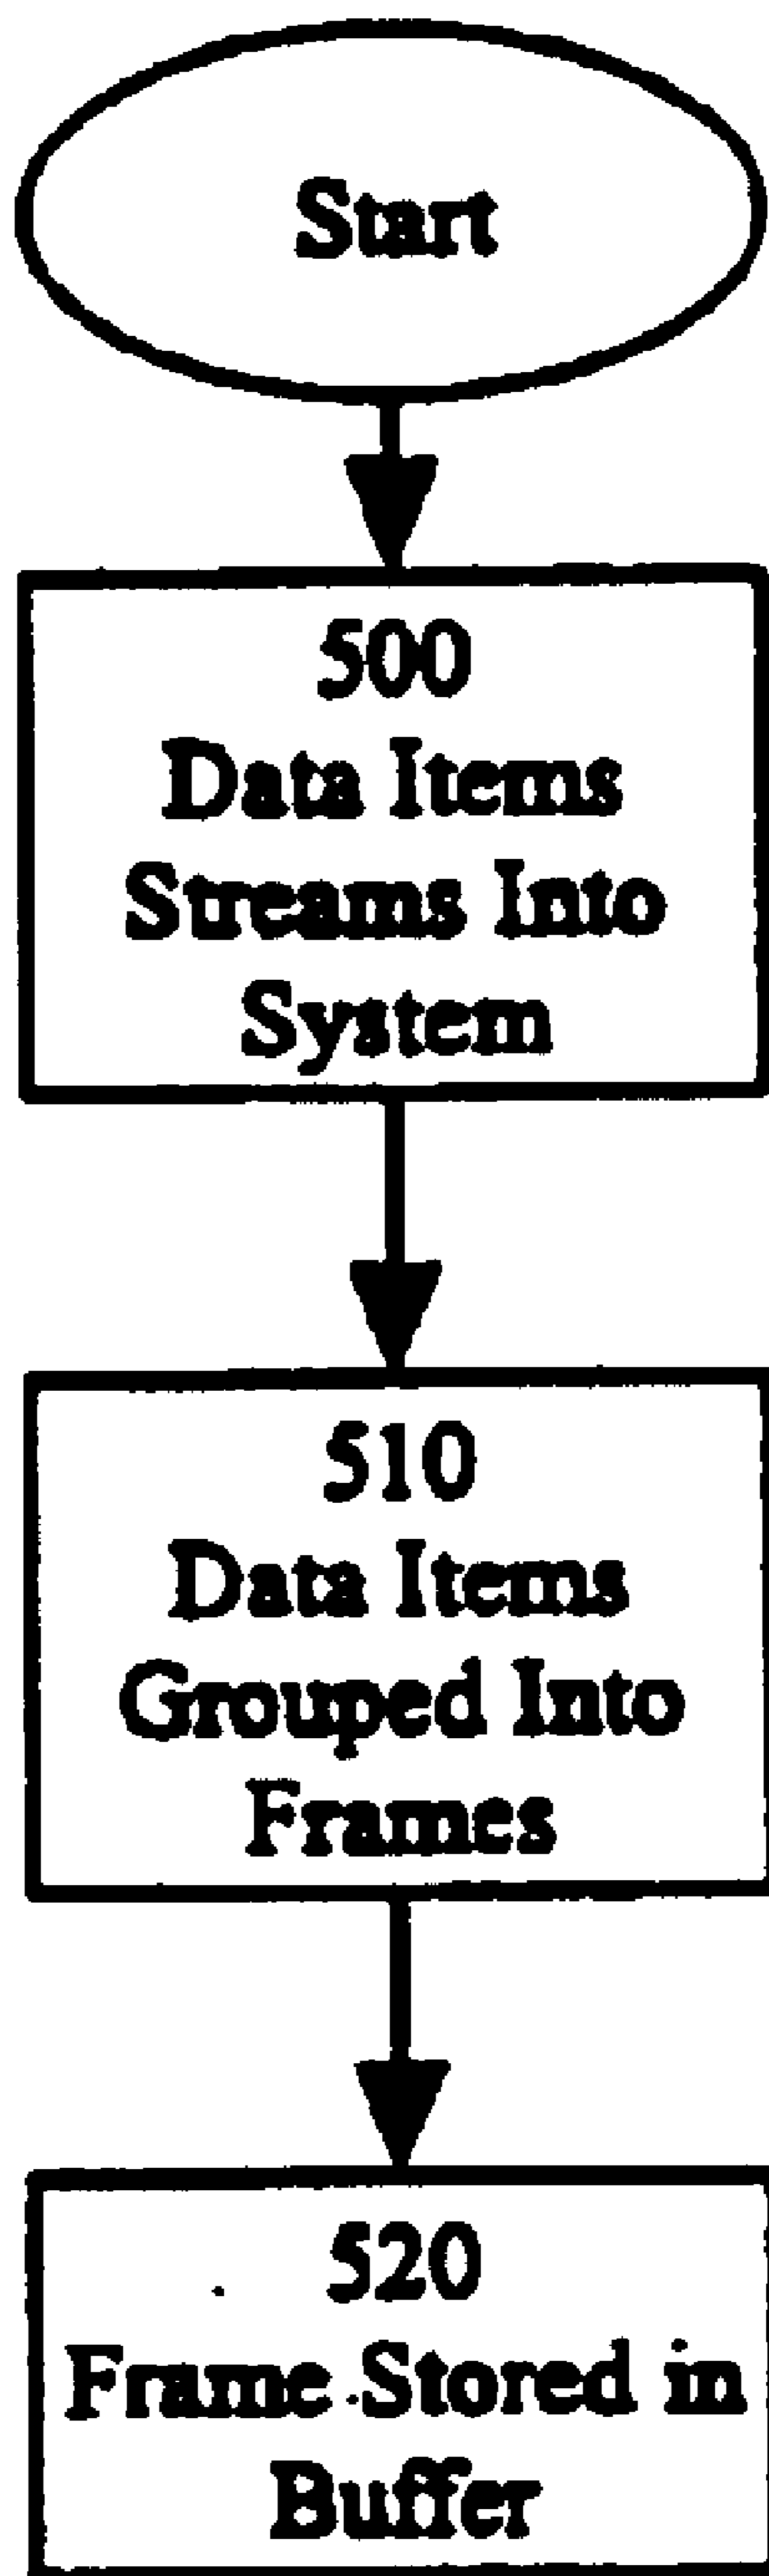 Start
500
Data Items
Streams Into
System
510
Data Items
Grouped Into
Frames
520
Frame Stored in
Buffer